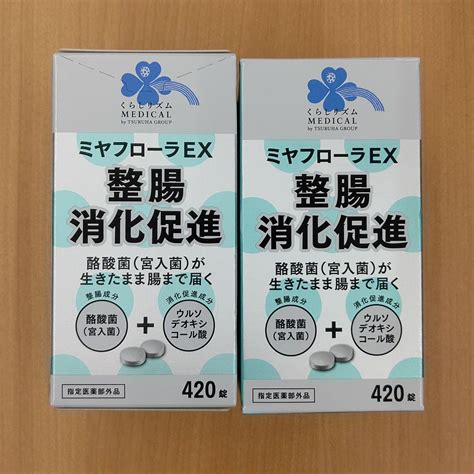 くらしリズム
MEDICAL
by TSURUHA GROUP
ミヤフローラEX
整腸
消化促進
酪酸菌(宮入菌)が
生きたまま腸まで届く
整腸成分
酪酸菌
(宮入菌)
+
消化促進成分
ウルソ
デオキシ
コール酸
指定医薬部外品
420錠
くらしリズム
MEDICAL
by TSURUHA GROUP
ミヤフローラEX
整腸
消化促進
酪酸菌(宮入菌)が
生きたまま腸まで届く
整腸成分
酪酸菌
(宮入菌)
+
消化促進成分
ウルソ
デオキシ
コール酸
指定医薬部外品
420錠